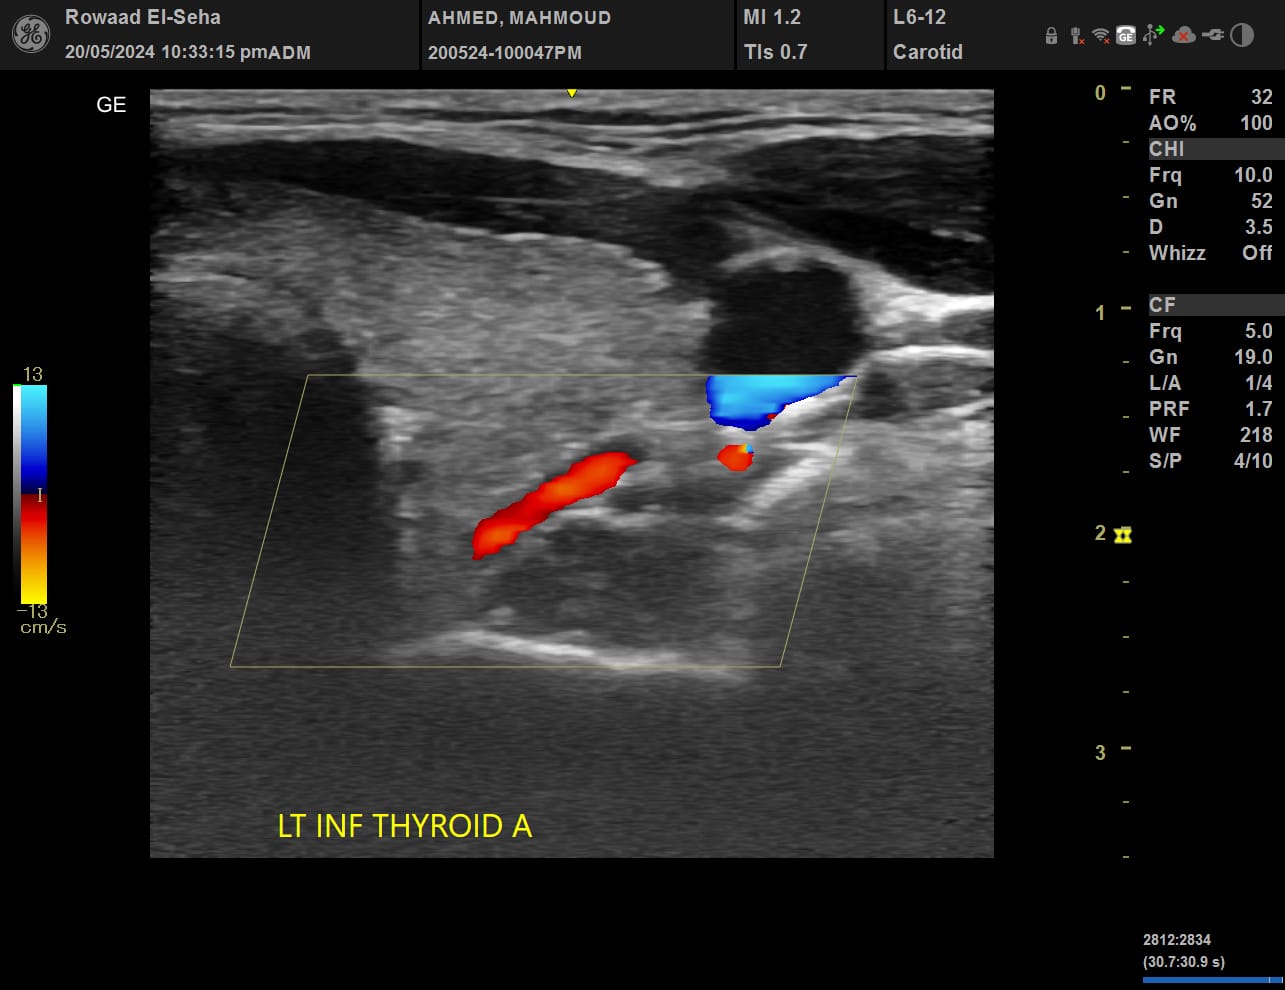 Rowaad El-Seha
20/05/2024 10:33:15 pmADM
AHMED, MAHMOUD
200524-100047PM
MI 1.2
TIs 0.7
L6-12
Carotid
GE
GE
0
1
2
3
FR 32
AO% 100
CHI
Frq 10.0
Gn 52
D 3.5
Whizz Off
CF
Frq 5.0
Gn 19.0
L/A 1/4
PRF 1.7
WF 218
S/P 4/10
13
-13
cm/s
LT INF THYROID A
2812:2834
(30.7:30.9 s)